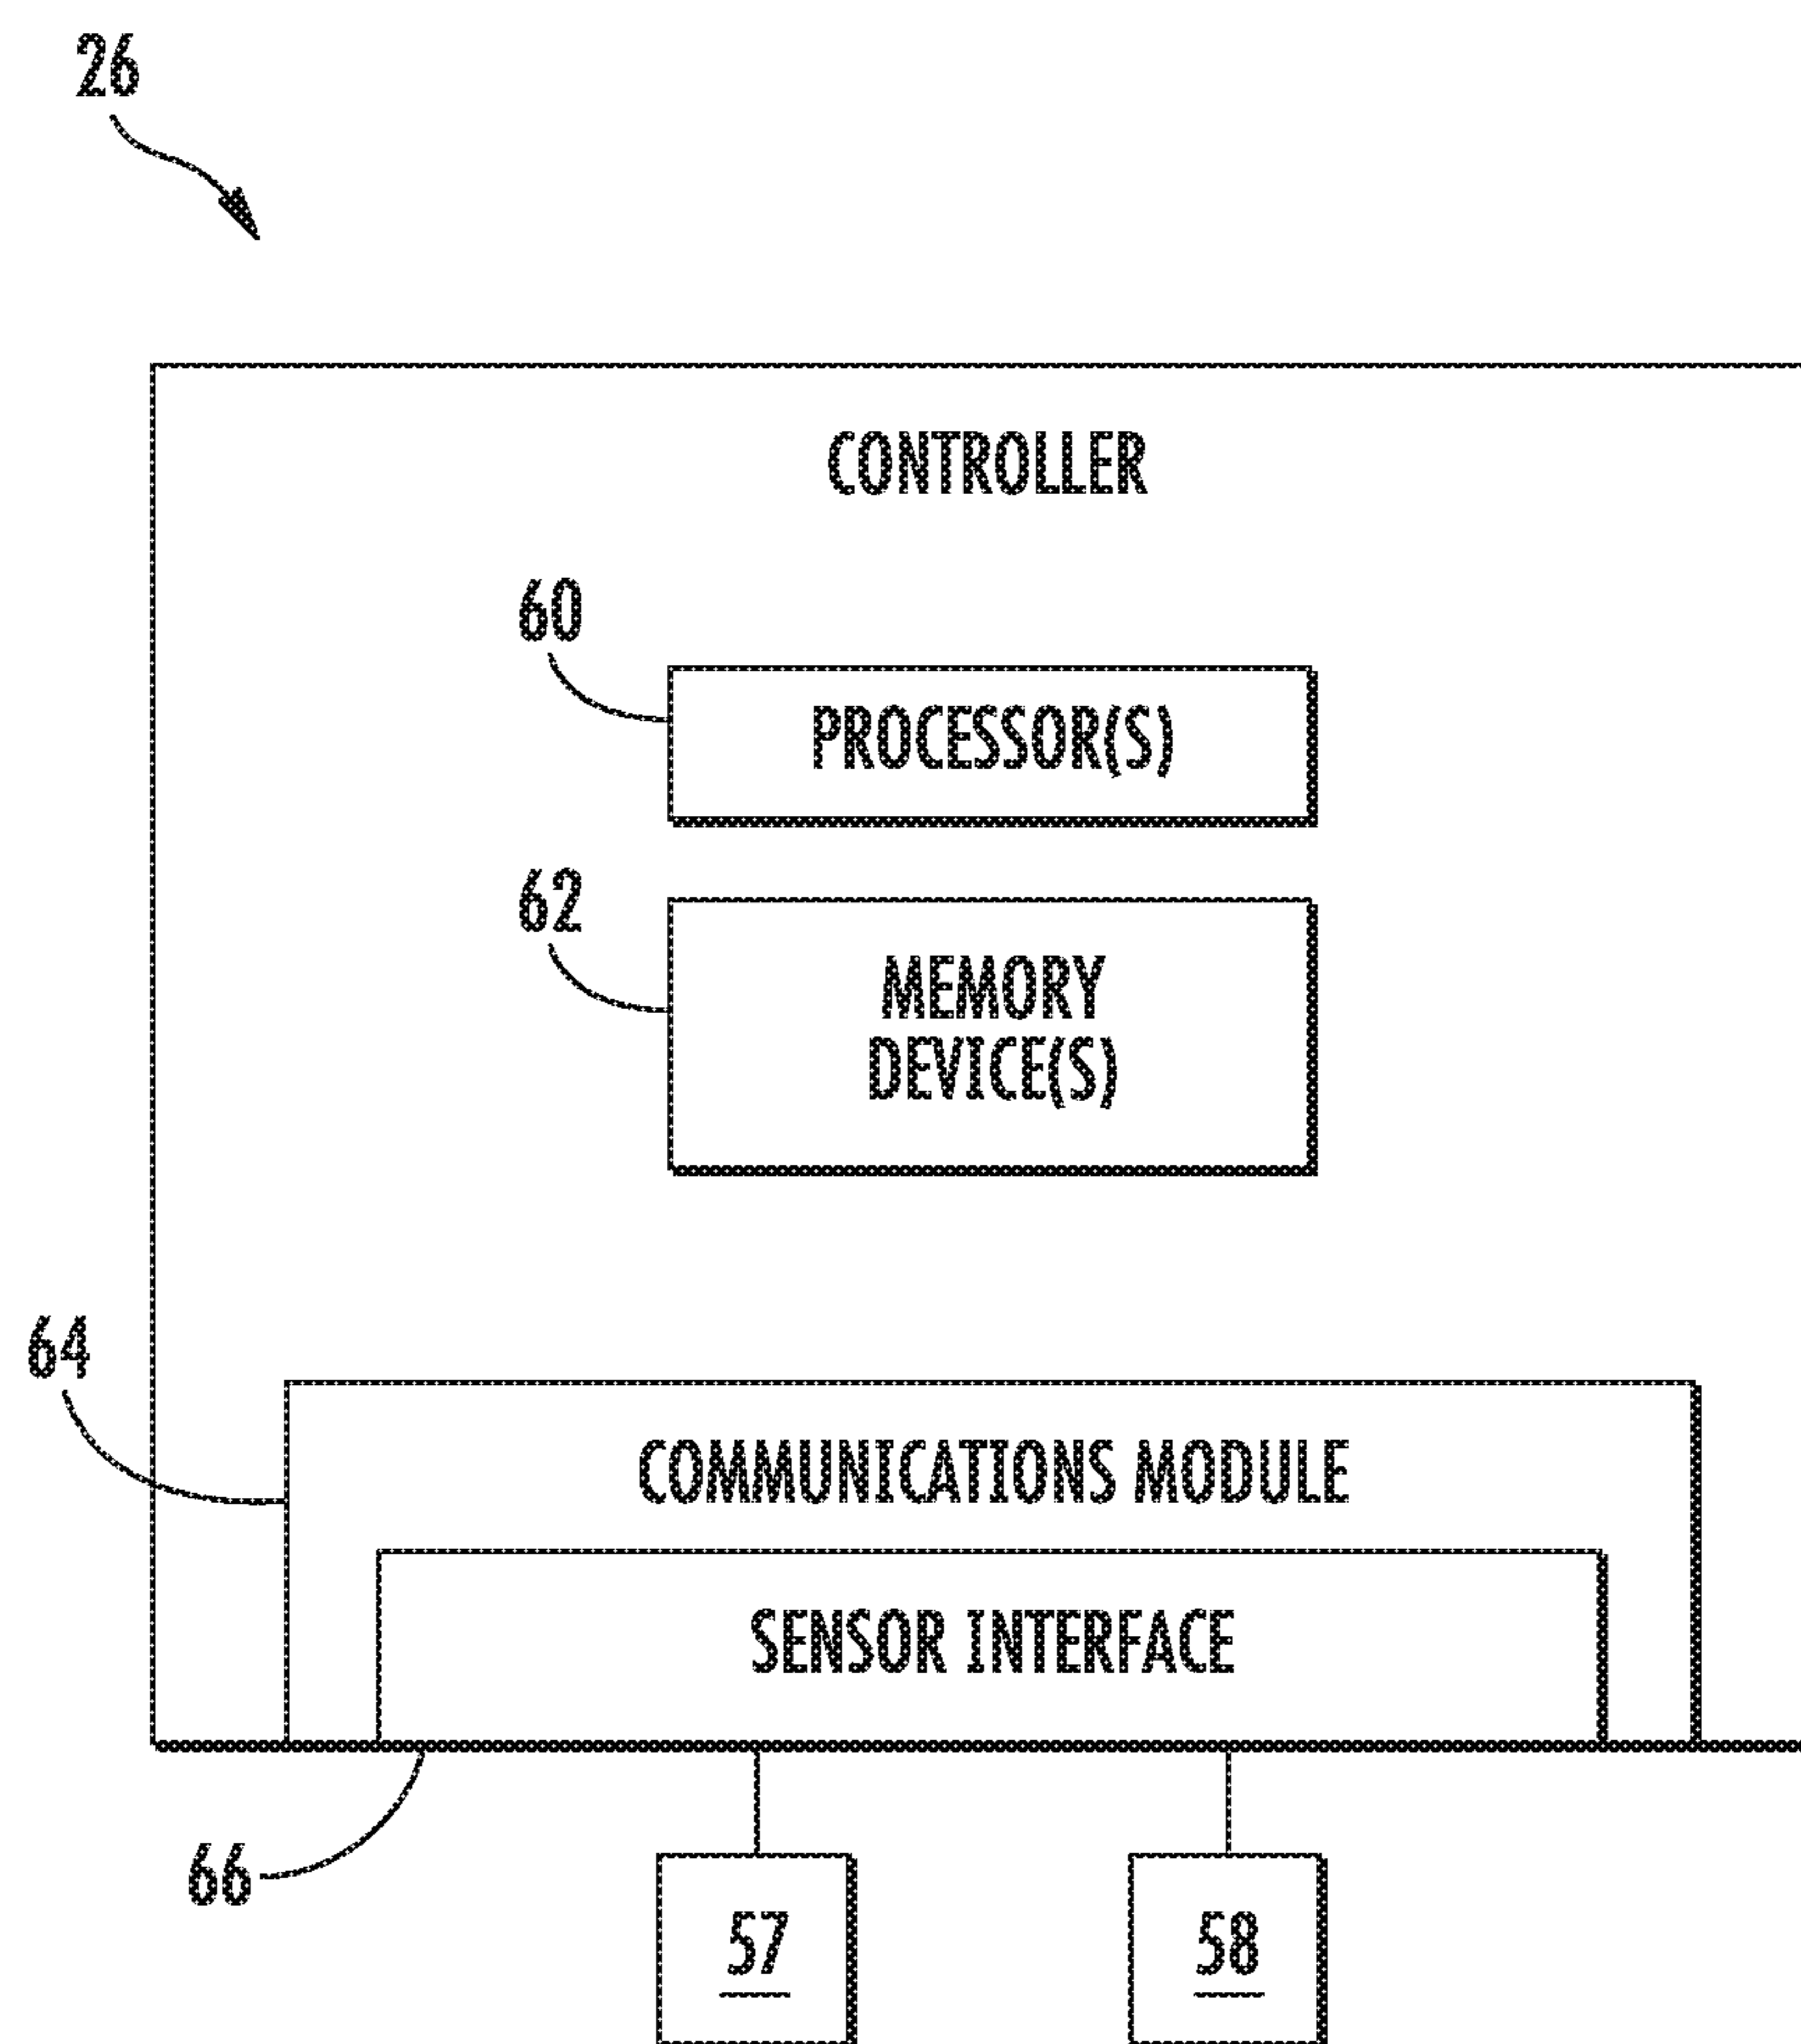 26
CONTROLLER
60
PROCESSOR(S)
62
MEMORY
DEVICE(S)
64
COMMUNICATIONS MODULE
SENSOR INTERFACE
66
57
58